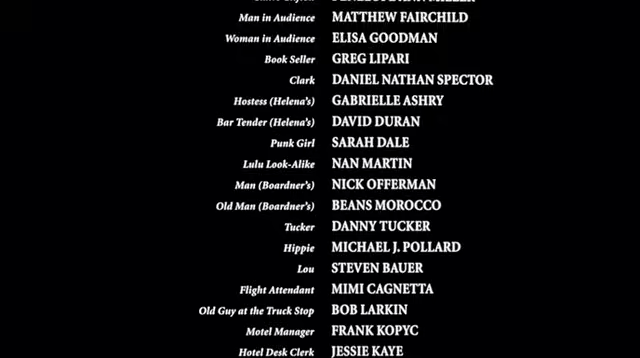 Man in Audience MATTHEW FAIRCHILD
Woman in Audience ELISA GOODMAN
Book Seller GREG LIPARI
Clark DANIEL NATHAN SPECTOR
Hostess (Helena's) GABRIELLE ASHRY
Bar Tender (Helena's) DAVID DURAN
Punk Girl SARAH DALE
Lulu Look-Alike NAN MARTIN
Man (Boardner's) NICK OFFERMAN
Old Man (Boardner's) BEANS MOROCCO
Tucker DANNY TUCKER
Hippie MICHAEL J. POLLARD
Lou STEVEN BAUER
Flight Attendant MIMI CAGNETTA
Old Guy at the Truck Stop BOB LARKIN
Motel Manager FRANK KOPYC
Hotel Desk Clerk JESSIE KAYE